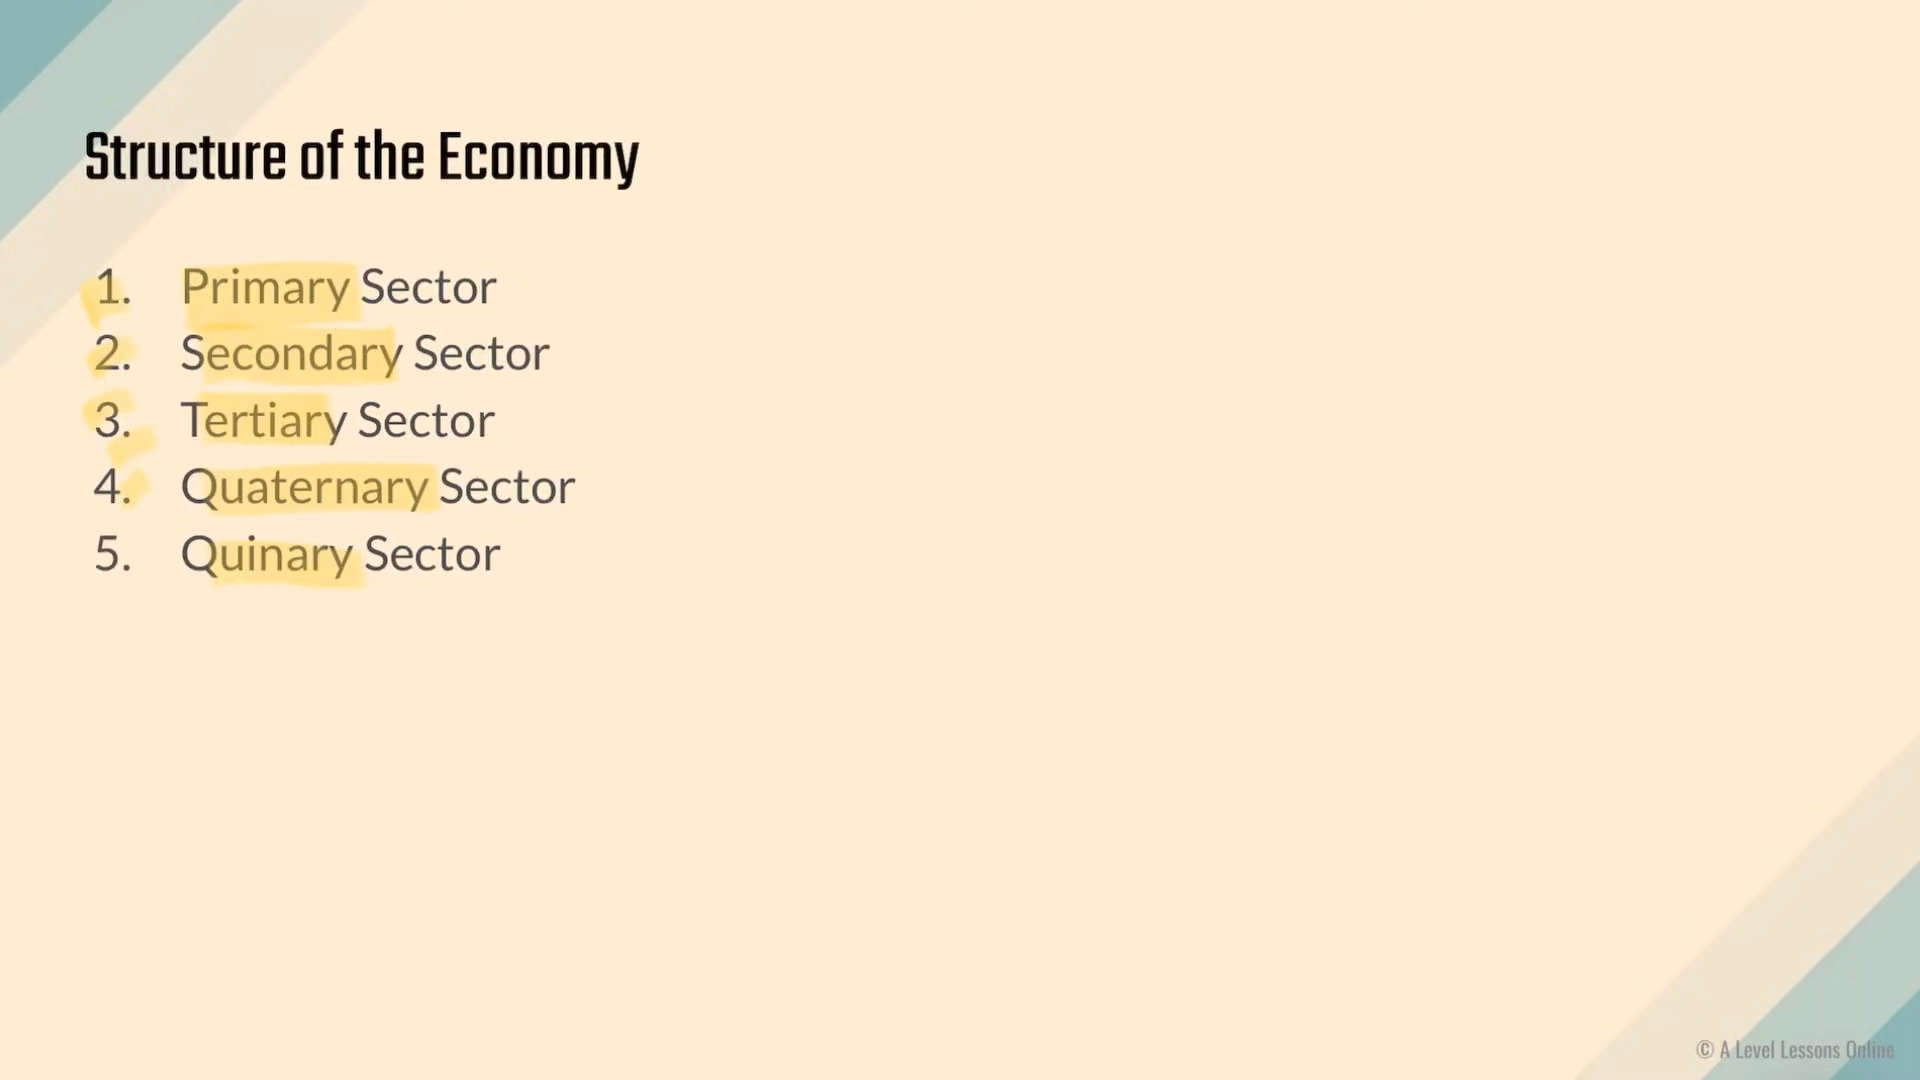 Structure of the Economy
1. Primary Sector
2. Secondary Sector
3. Tertiary Sector
4. Quaternary Sector
5. Quinary Sector
© A Level Lessons Online